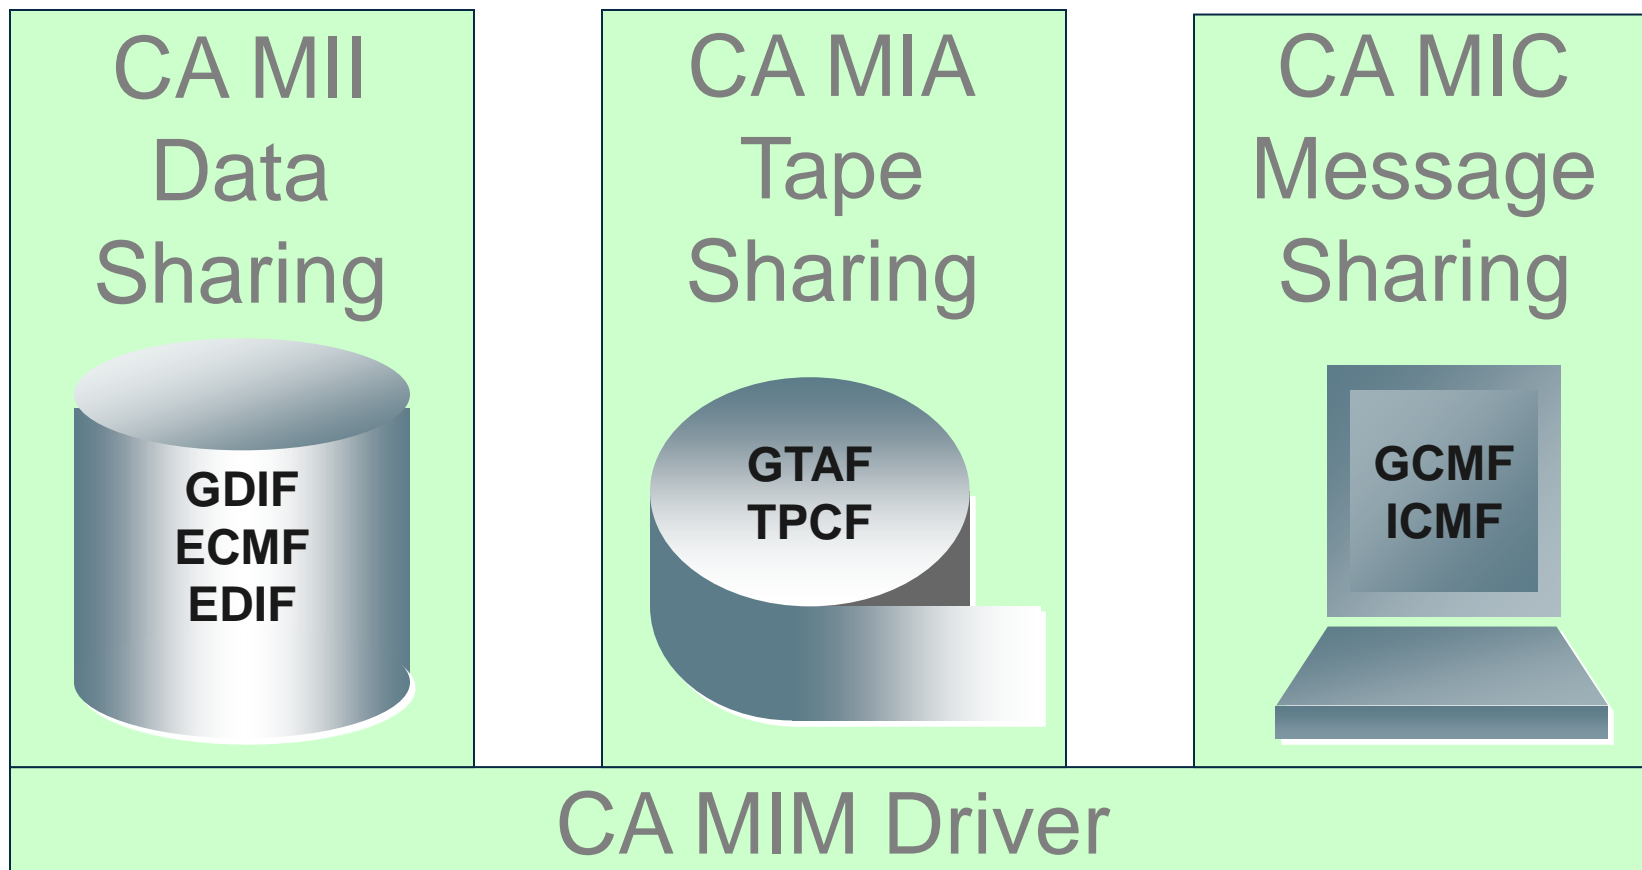 CA MII
Data
Sharing
GDIF
ECMF
EDIF
CA MIA
Tape
Sharing
GTAF
TPCF
CA MIC
Message
Sharing
GCMF
ICMF
CA MIM Driver